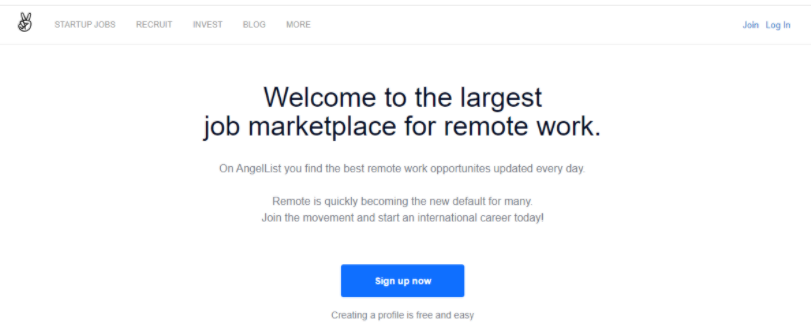 STARTUP JOBS RECRUIT INVEST BLOG MORE Join Log In
Welcome to the largest
job marketplace for remote work.
On AngelList you find the best remote work opportunites updated every day.
Remote is quickly becoming the new default for many.
Join the movement and start an international career today!
Sign up now
Creating a profile is free and easy